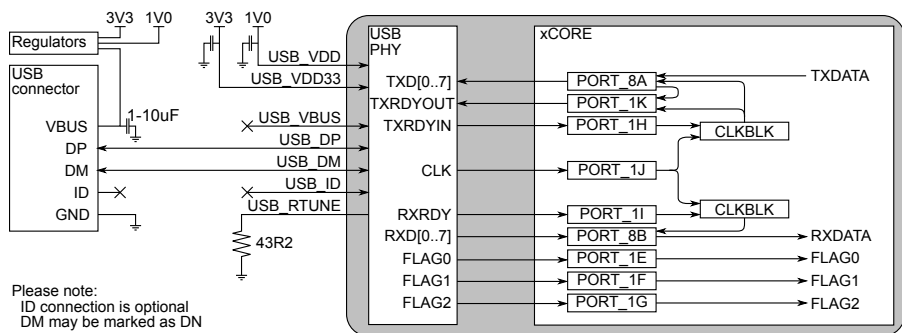 3V3 1V0
3V3 1V0
Regulators
USB
connector
VBUS
DP
DM
ID
GND
1-10uF
USB_VDD
USB_VDD33
USB_VBUS
USB_DP
USB_DM
USB_ID
USB_RTUNE
43R2
USB
PHY
TXD[0..7]
TXRDYOUT
TXRDYIN
CLK
RXRDY
RXD[0..7]
FLAG0
FLAG1
FLAG2
xCORE
PORT_8A
PORT_1K
PORT_1H
PORT_1J
PORT_1I
PORT_8B
PORT_1E
PORT_1F
PORT_1G
CLKBLK
CLKBLK
TXDATA
RXDATA
FLAG0
FLAG1
FLAG2
Please note:
ID connection is optional
DM may be marked as DN